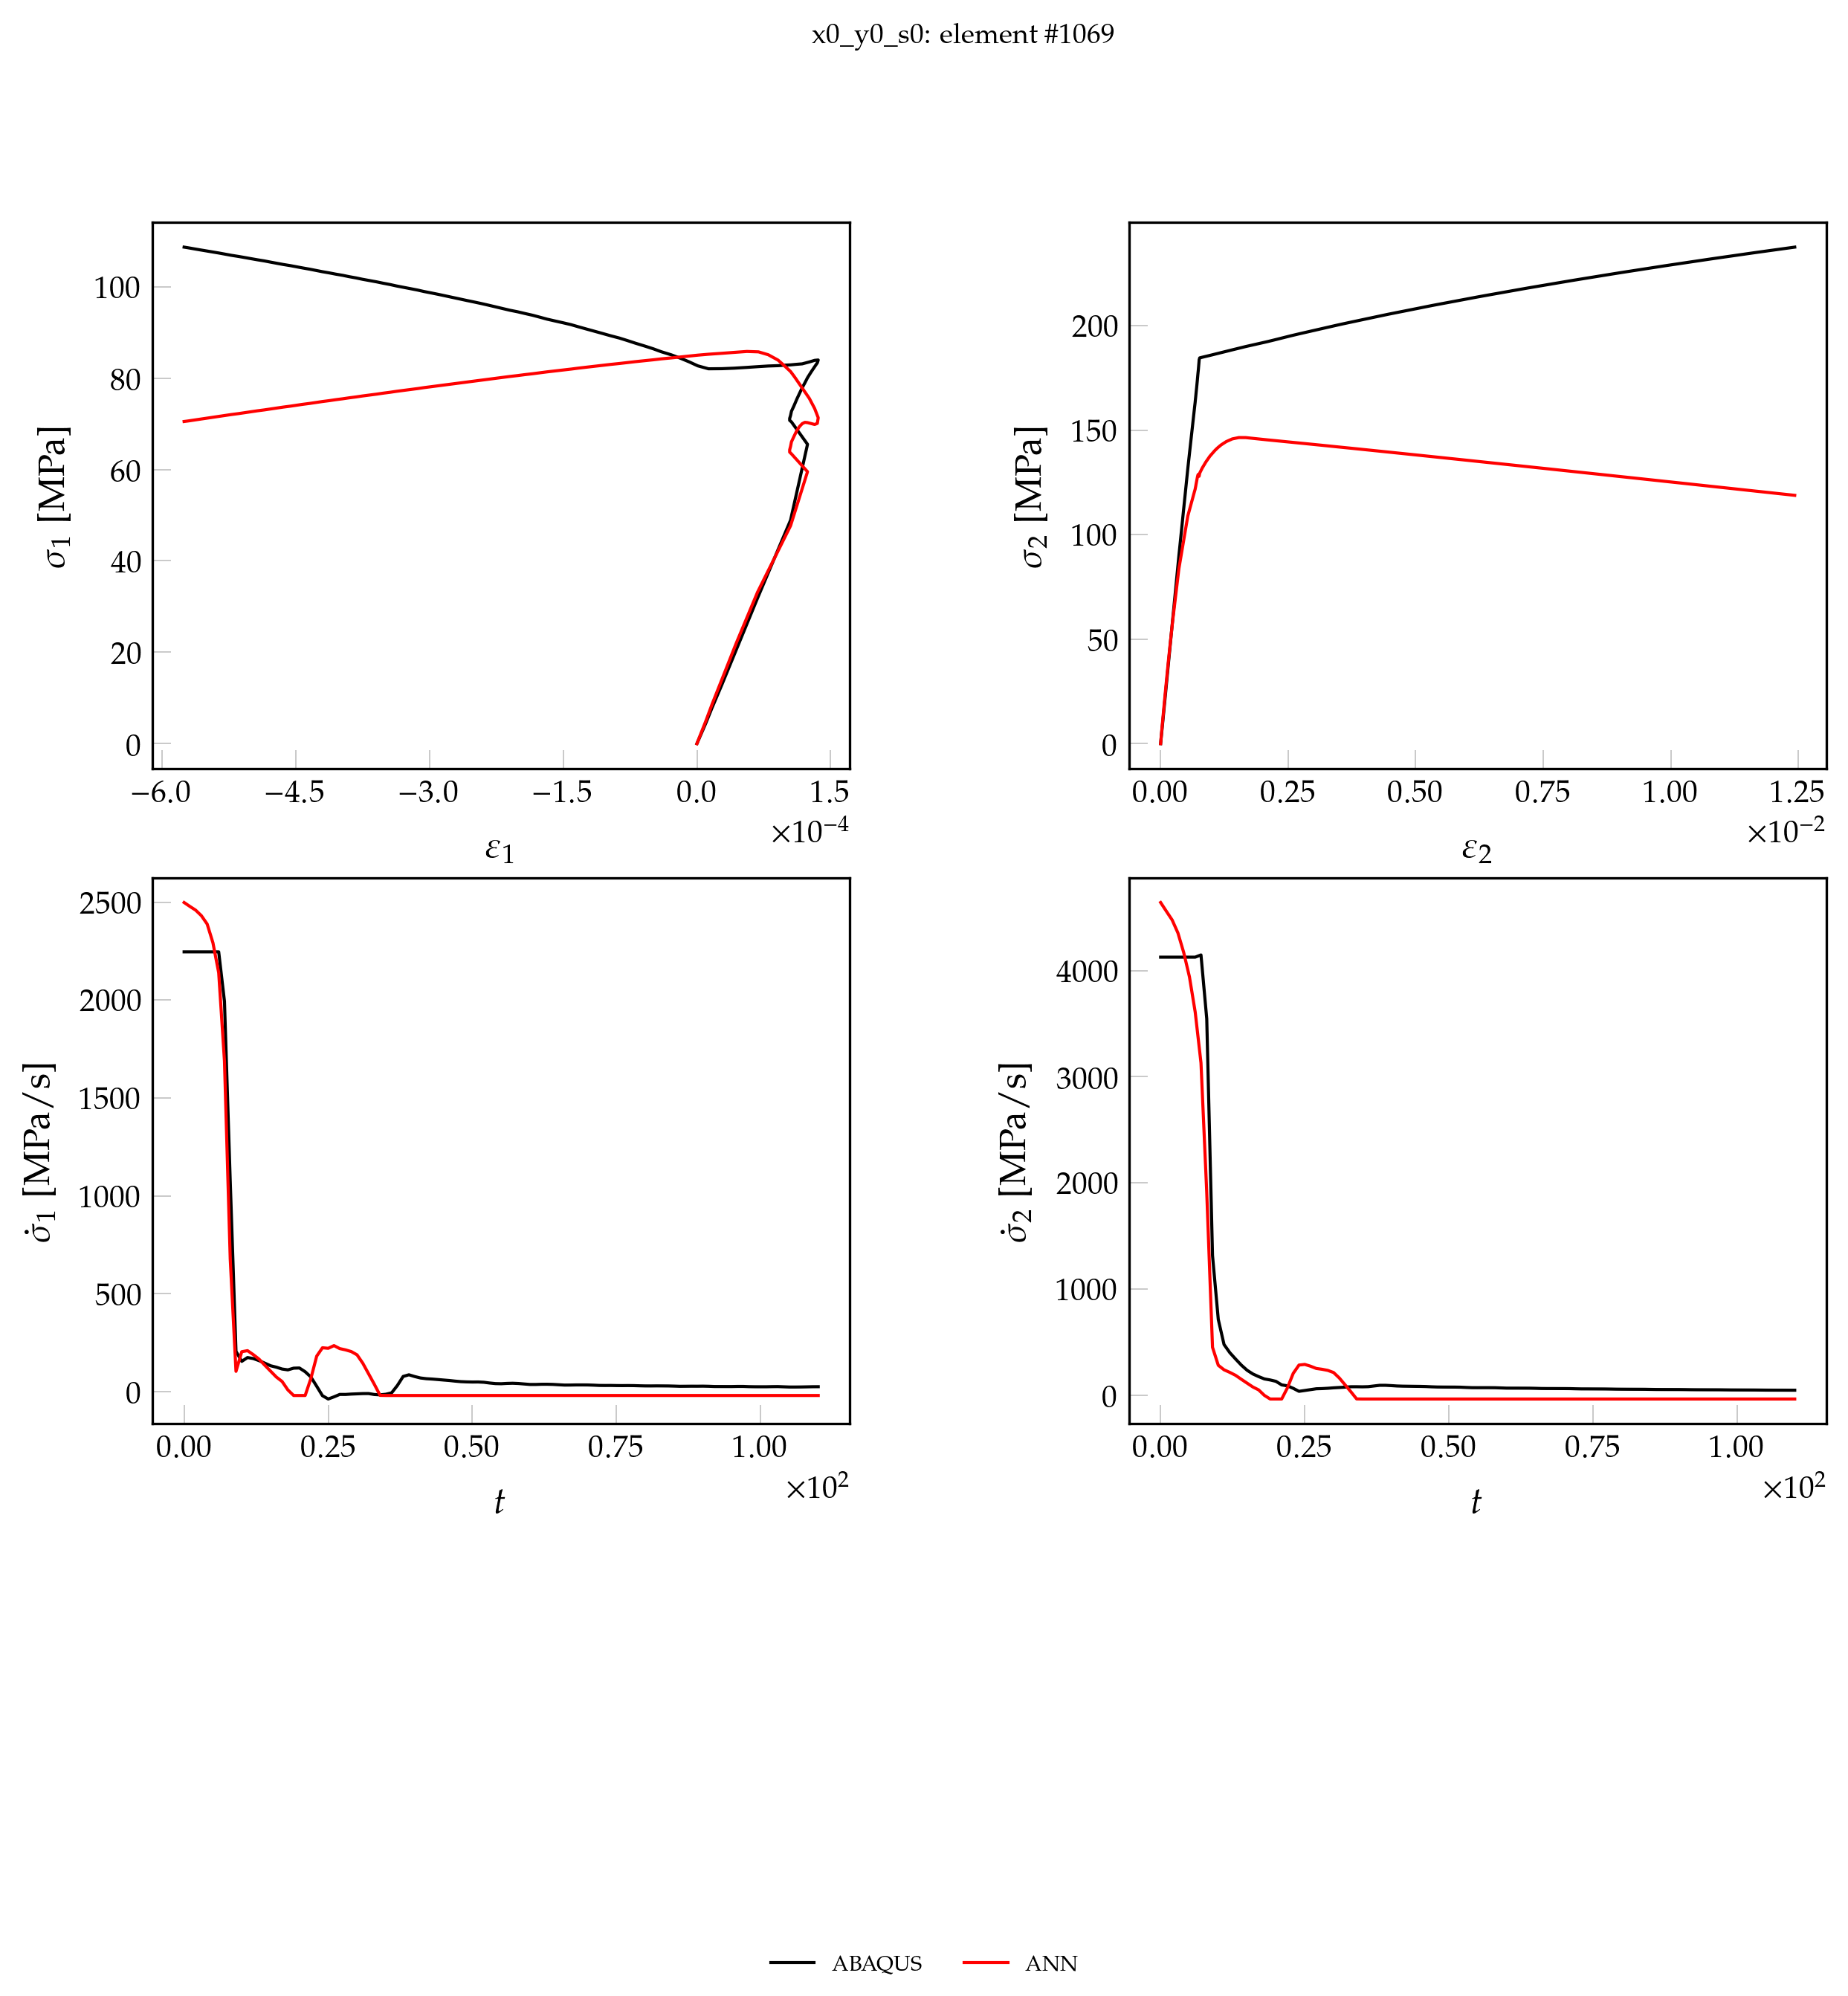 x0_y0_s0: element #1069
σ₁ [MPa]
100
80
60
40
20
0
−6.0 −4.5 −3.0 −1.5 0.0 1.5
×10⁻⁴
ε₁
σ₂ [MPa]
200
150
100
50
0
0.00 0.25 0.50 0.75 1.00 1.25
×10⁻²
ε₂
σ̇₁ [MPa/s]
2500
2000
1500
1000
500
0
0.00 0.25 0.50 0.75 1.00
×10²
t
σ̇₂ [MPa/s]
4000
3000
2000
1000
0
0.00 0.25 0.50 0.75 1.00
×10²
t
ABAQUS ANN